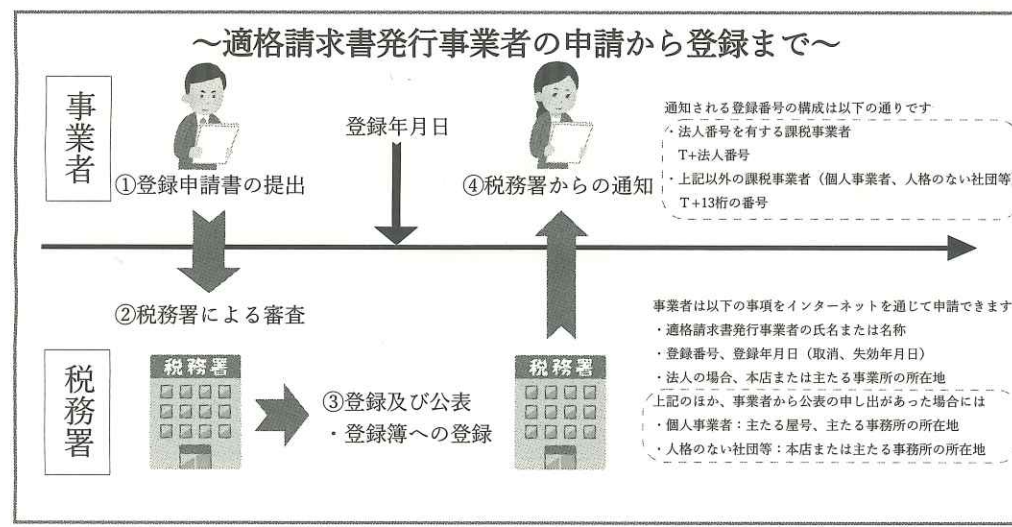 ～適格請求書発行事業者の申請から登録まで～
事業者
①登録申請書の提出
登録年月日
④税務署からの通知
通知される登録番号の構成は以下の通りです
・法人番号を有する課税事業者
T+法人番号
・上記以外の課税事業者（個人事業者、人格のない社団等）
T+13桁の番号
②税務署による審査
税務署
税務署
③登録及び公表
・登録簿への登録
税務署
事業者は以下の事項をインターネットを通じて申請できます
・適格請求書発行事業者の氏名または名称
・登録番号、登録年月日（取消、失効年月日）
・法人の場合、本店または主たる事業所の所在地
上記のほか、事業者から公表の申し出があった場合には
・個人事業者：主たる屋号、主たる事務所の所在地
・人格のない社団等：本店または主たる事務所の所在地